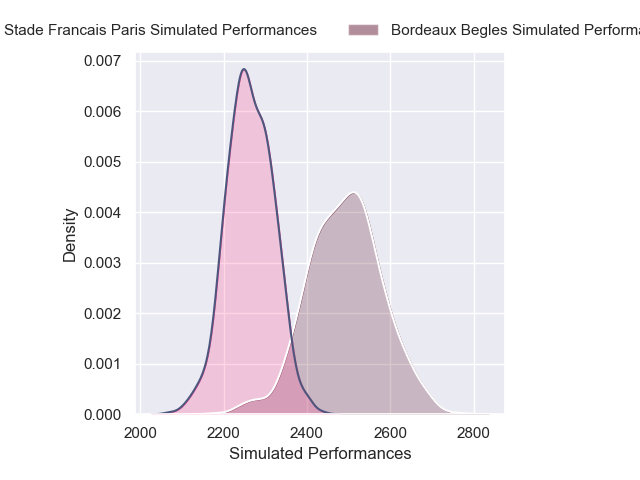 Stade Francais Paris Simulated Performances Bordeaux Begles Simulated
0.007
0.006
0.005
0.004
0.003
0.002
0.001
0.000
Density
2000 2200 2400 2600 2800
Simulated Performances